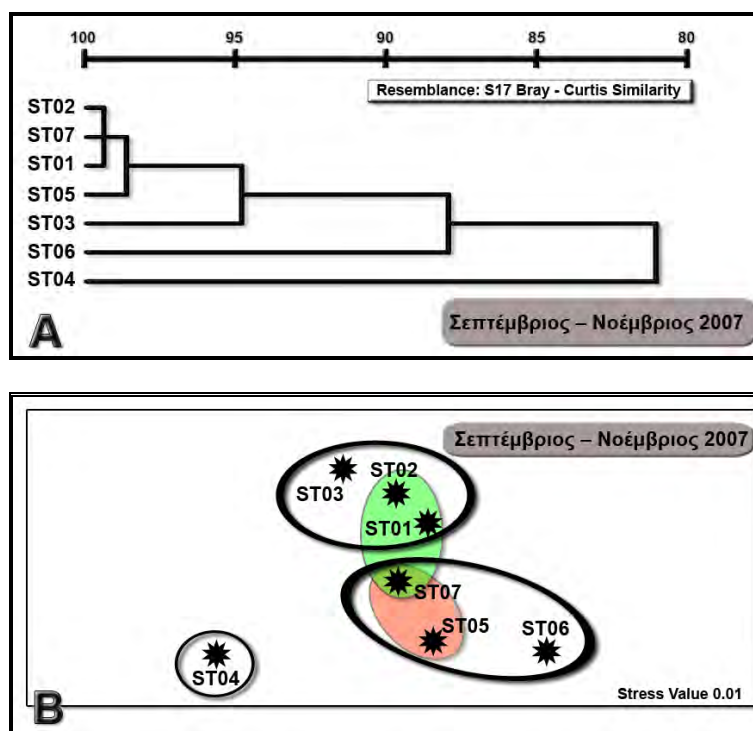 100 95 90 85 80
Resemblance: S17 Bray - Curtis Similarity
ST02
ST07
ST01
ST05
ST03
ST06
ST04
A
Σεπτέμβριος – Νοέμβριος 2007
Σεπτέμβριος – Νοέμβριος 2007
ST02
ST03
ST01
ST07
ST05
ST06
ST04
Stress Value 0.01
B